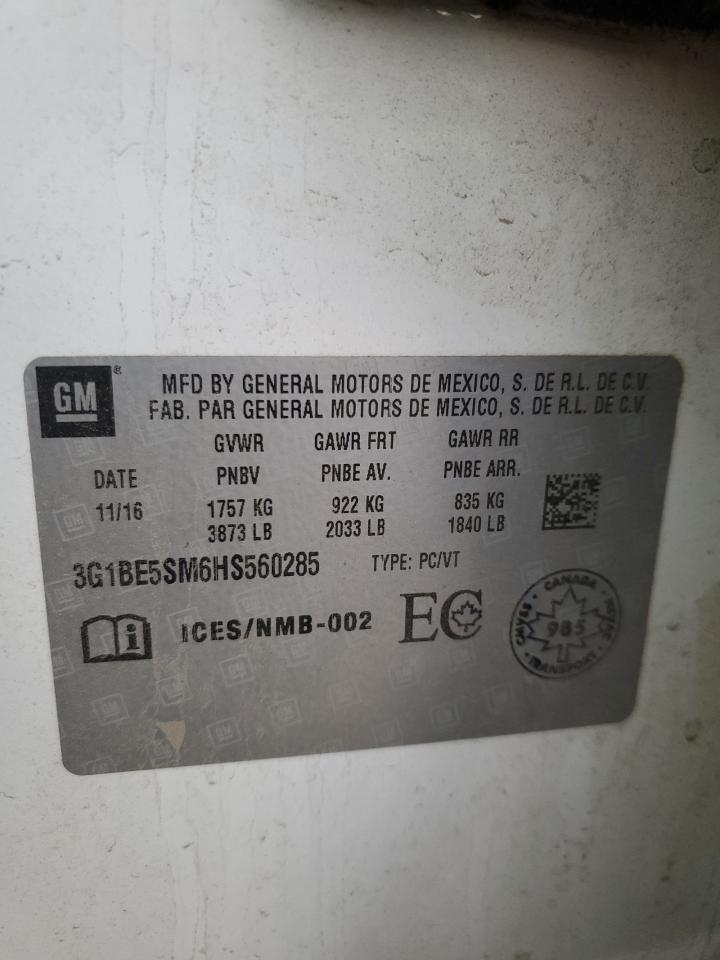 GM®
MFD BY GENERAL MOTORS DE MEXICO, S. DE R.L. DE C.V.
FAB. PAR GENERAL MOTORS DE MEXICO, S. DE R.L. DE C.V.
GVWR GAWR FRT GAWR RR
DATE PNBV PNBE AV. PNBE ARR.
11/16 1757 KG 922 KG 835 KG
3873 LB 2033 LB 1840 LB
3G1BE5SM6HS560285 TYPE: PC/VT
i ICES/NMB-002 EC
CANADA
985
TRANSPORT